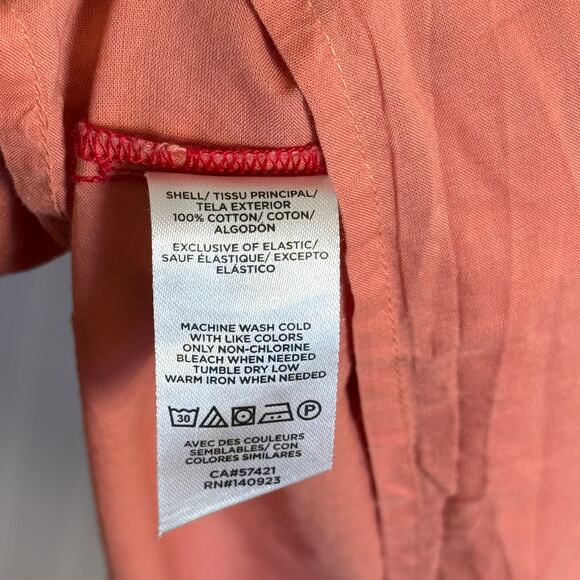 SHELL/ TISSU PRINCIPAL/
TELA EXTERIOR
100% COTTON/ COTON/
ALGODÓN
EXCLUSIVE OF ELASTIC/
SAUF ÉLASTIQUE/ EXCEPTO
ELÁSTICO
MACHINE WASH COLD
WITH LIKE COLORS
ONLY NON-CHLORINE
BLEACH WHEN NEEDED
TUMBLE DRY LOW
WARM IRON WHEN NEEDED
30 P
AVEC DES COULEURS
SEMBLABLES/ CON
COLORES SIMILARES
CA#57421
RN#140923